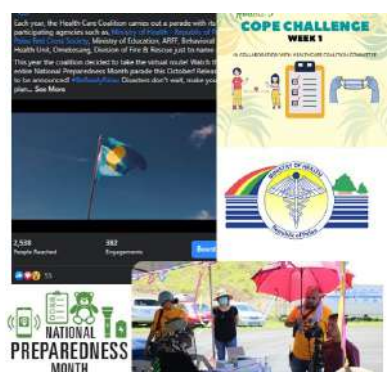 Each year, the Health Care Coalition carries out a parade with its
participating agencies such as, Ministry of Health - Republic of P
Palau Red Cross Society, Ministry of Education, ARFF, Behavioral
Health Unit, Omekesang, Division of Fire & Rescue just to name
This year the coalition decided to take the virtual route! Watch th
entire National Preparedness Month parade this October! Releas
to be announced! #BeReadyPalau Disasters don't wait, make you
plan... See More
2,538
People Reached
382
Engagements
Boost
55
COPE CHALLENGE
WEEK 1
IN COLLABORATION WITH HEALTHCARE COALITION COMMITTEE
MINISTRY OF HEALTH
Republic of Palau
NATIONAL
PREPAREDNESS
MONTH